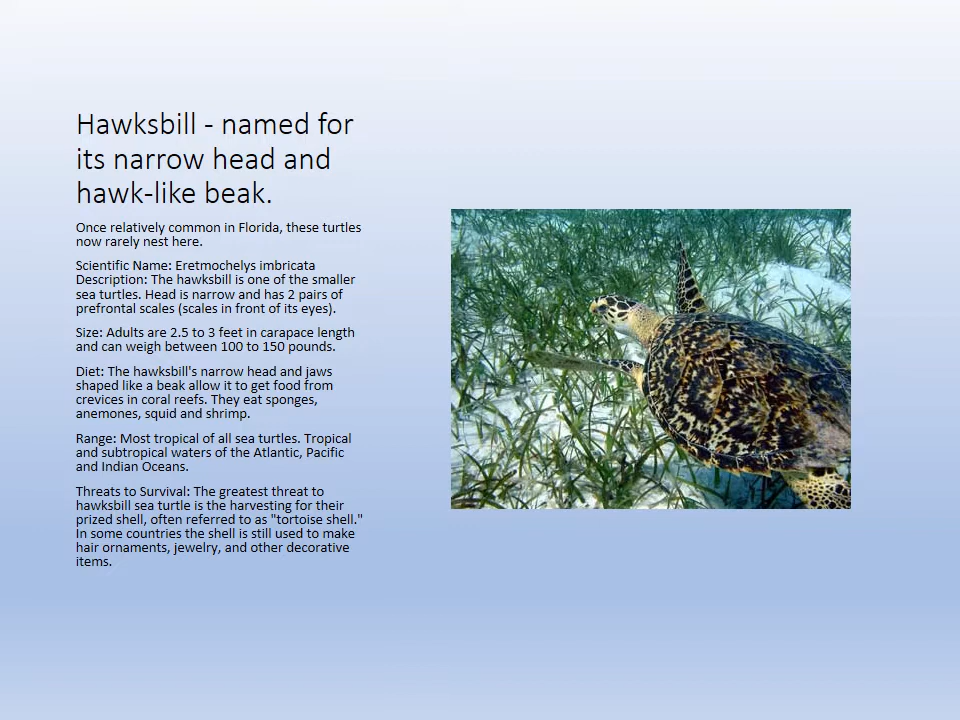 Hawksbill - named for
its narrow head and
hawk-like beak.
Once relatively common in Florida, these turtles
now rarely nest here.
Scientific Name: Eretmochelys imbricata
Description: The hawksbill is one of the smaller
sea turtles. Head is narrow and has 2 pairs of
prefrontal scales (scales in front of its eyes).
Size: Adults are 2.5 to 3 feet in carapace length
and can weigh between 100 to 150 pounds.
Diet: The hawksbill's narrow head and jaws
shaped like a beak allow it to get food from
crevices in coral reefs. They eat sponges,
anemones, squid and shrimp.
Range: Most tropical of all sea turtles. Tropical
and subtropical waters of the Atlantic, Pacific
and Indian Oceans.
Threats to Survival: The greatest threat to
hawksbill sea turtle is the harvesting for their
prized shell, often referred to as "tortoise shell."
In some countries the shell is still used to make
hair ornaments, jewelry, and other decorative
items.